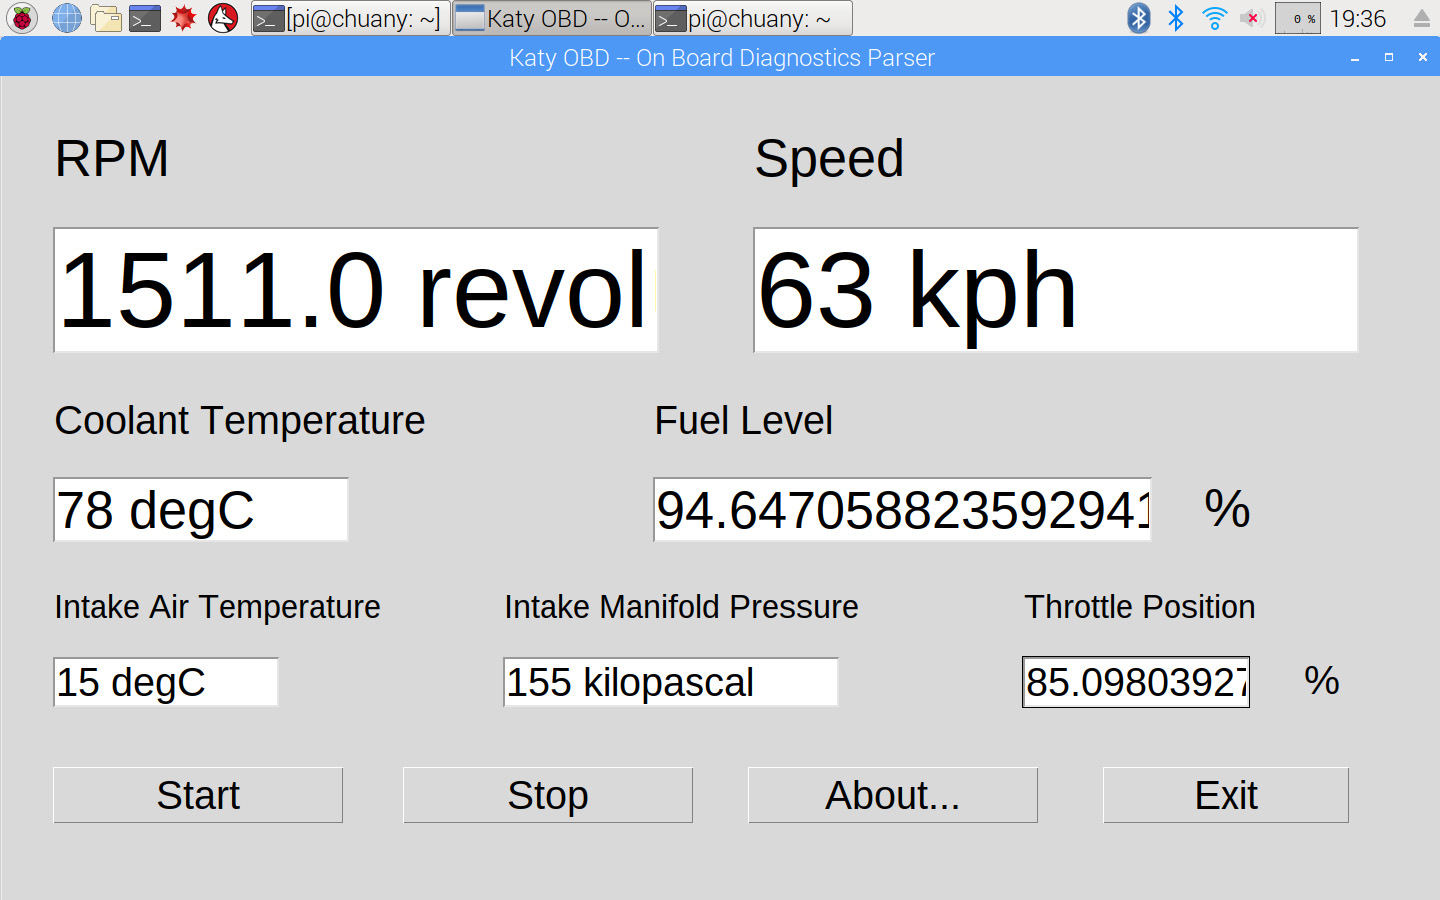 [pi@chuany: ~] Katy OBD -- O... pi@chuany: ~ 0 % 19:36
Katy OBD -- On Board Diagnostics Parser
RPM Speed
1511.0 revol 63 kph
Coolant Temperature Fuel Level
78 degC 94.647058823592941 %
Intake Air Temperature Intake Manifold Pressure Throttle Position
15 degC 155 kilopascal 85.09803927 %
Start Stop About... Exit